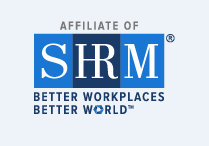 AFFILIATE OF
SHRM®
BETTER WORKPLACES
BETTER WORLD™